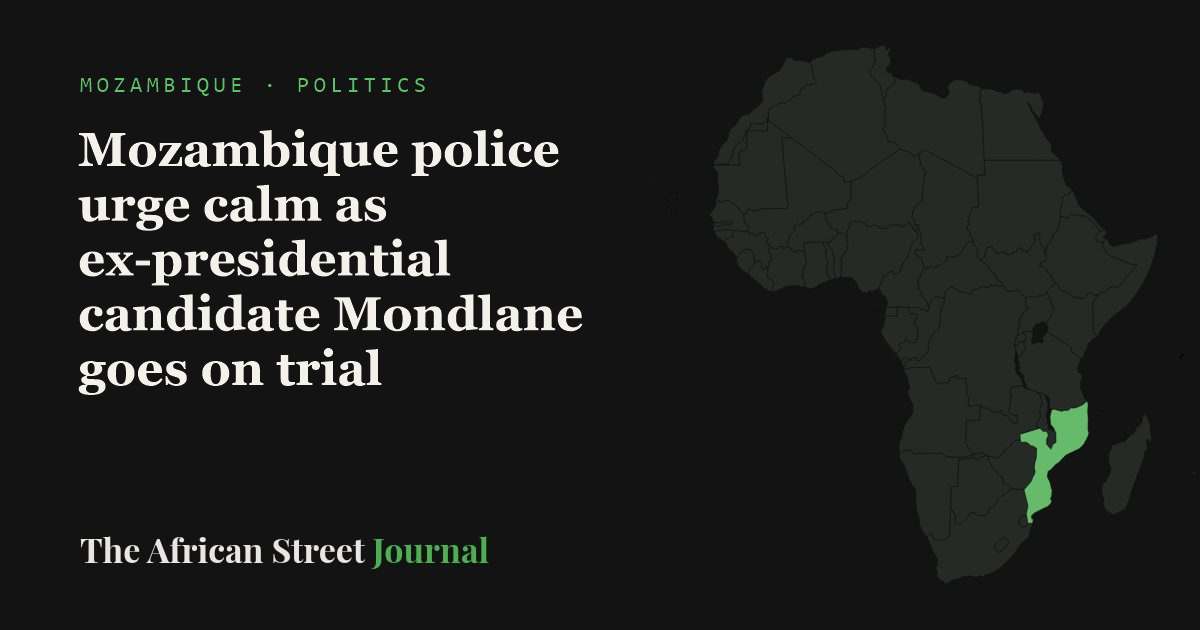 MOZAMBIQUE · POLITICS
Mozambique police
urge calm as
ex-presidential
candidate Mondlane
goes on trial
The African Street Journal